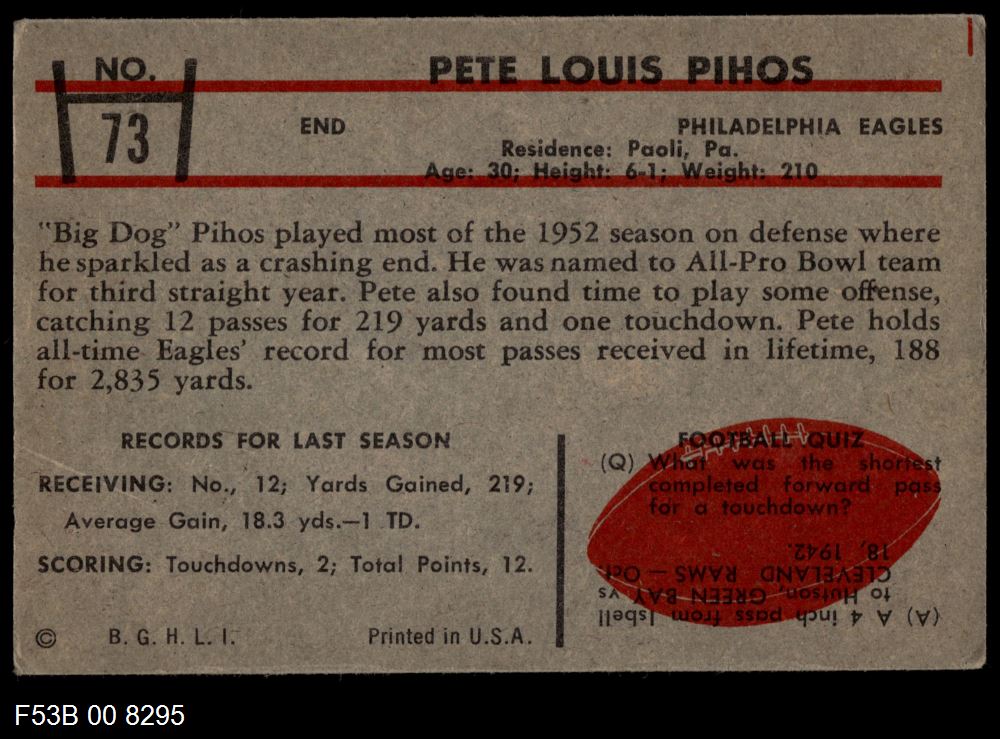 NO.
73
PETE LOUIS PIHOS
END
PHILADELPHIA EAGLES
Residence: Paoli, Pa.
Age: 30; Height: 6-1; Weight: 210
"Big Dog" Pihos played most of the 1952 season on defense where
he sparkled as a crashing end. He was named to All-Pro Bowl team
for third straight year. Pete also found time to play some offense,
catching 12 passes for 219 yards and one touchdown. Pete holds
all-time Eagles' record for most passes received in lifetime, 188
for 2,835 yards.
RECORDS FOR LAST SEASON
RECEIVING: No., 12; Yards Gained, 219;
Average Gain, 18.3 yds.—1 TD.
SCORING: Touchdowns, 2; Total Points, 12.
© B. G. H. L. I.
Printed in U.S.A.
FOOTBALL QUIZ
(Q) What was the shortest
completed forward pass
for a touchdown?
(A) A 4 inch pass from Isbell
to Hutson, GREEN BAY vs
CLEVELAND RAMS — Oct.
18, 1942.
F53B 00 8295